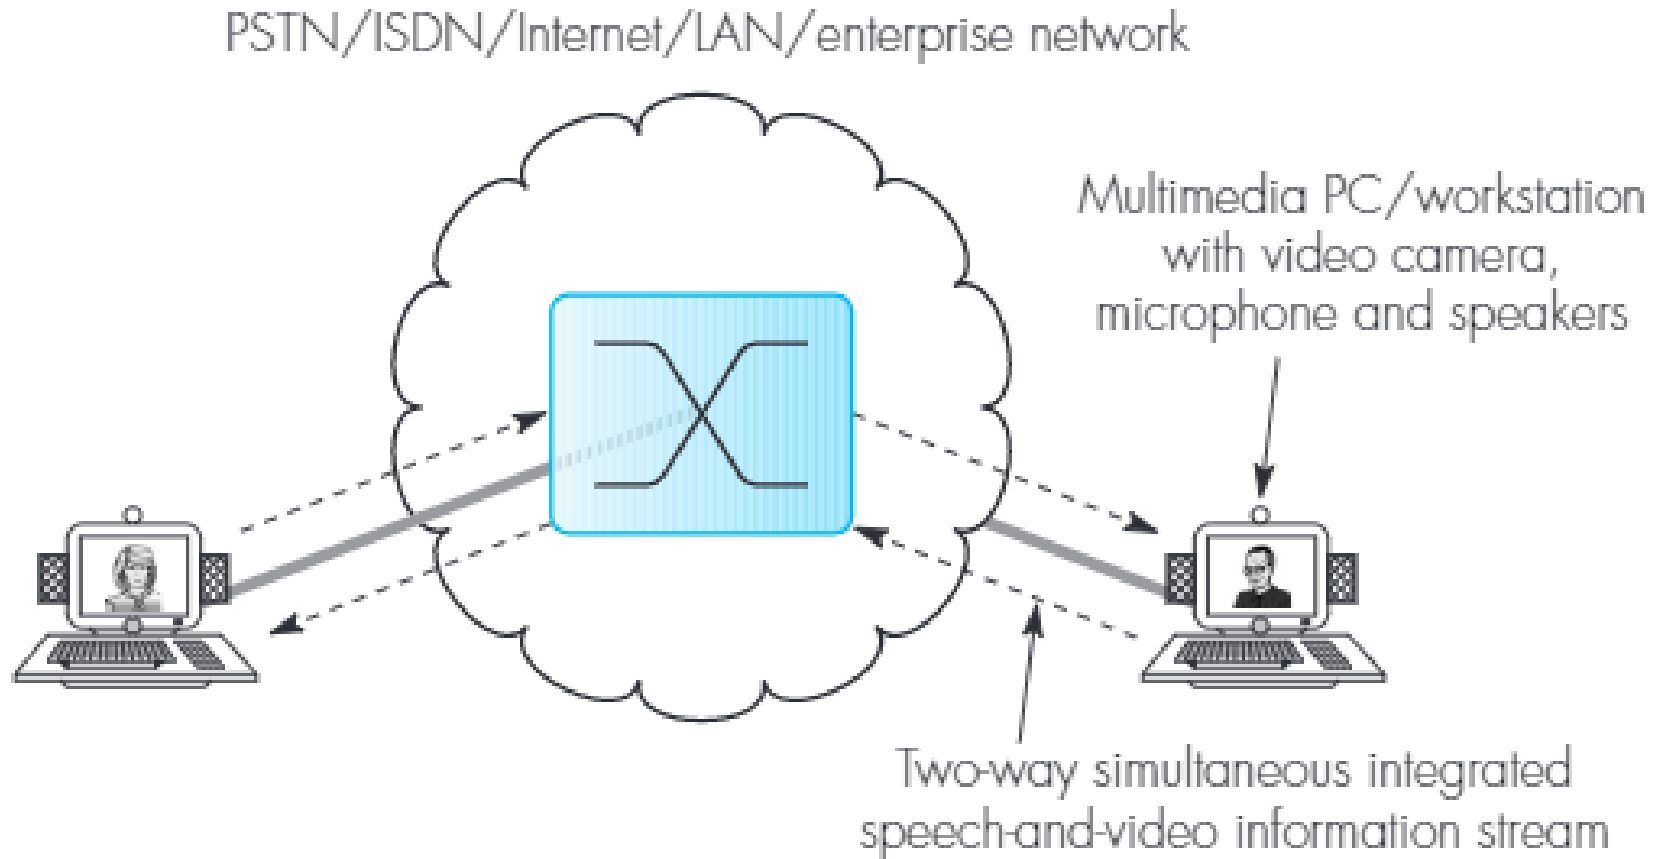 PSTN/ISDN/Internet/LAN/enterprise network
Multimedia PC/workstation
with video camera,
microphone and speakers
Two-way simultaneous integrated
speech-and-video information stream